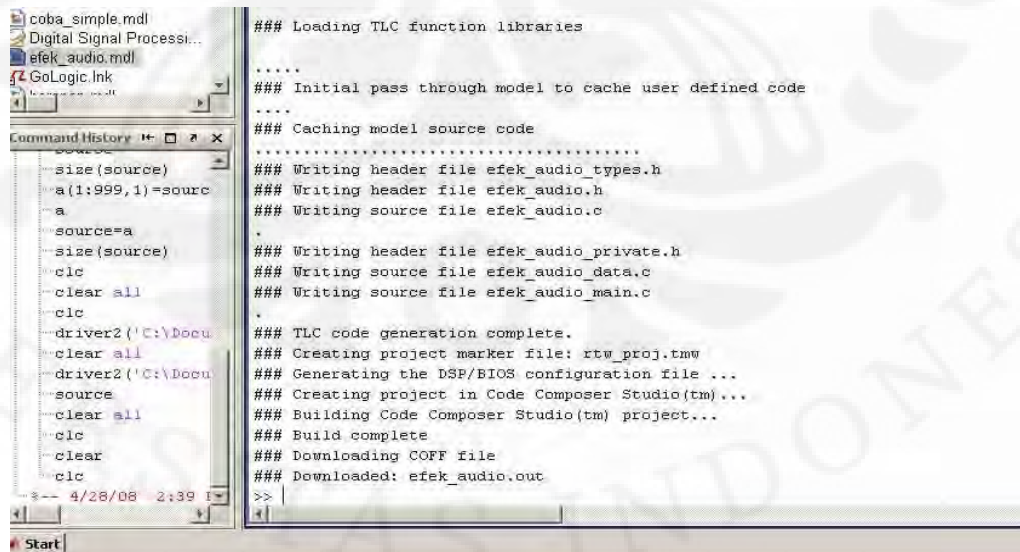 coba_simple.mdl
Digital Signal Processi...
efek_audio.mdl
GoLogic.lnk
Command History
size(source)
a(1:999,1)=sourc
a
source=a
size(source)
clc
clear all
clc
driver2('C:\Docu
clear all
driver2('C:\Docu
source
clear all
clc
clear
clc
%-- 4/28/08 2:39
Start
### Loading TLC function libraries
.....
### Initial pass through model to cache user defined code
....
### Caching model source code
..........................................
### Writing header file efek_audio_types.h
### Writing header file efek_audio.h
### Writing source file efek_audio.c
.
### Writing header file efek_audio_private.h
### Writing source file efek_audio_data.c
### Writing source file efek_audio_main.c
.
### TLC code generation complete.
### Creating project marker file: rtw_proj.tmw
### Generating the DSP/BIOS configuration file ...
### Creating project in Code Composer Studio(tm)...
### Building Code Composer Studio(tm) project...
### Build complete
### Downloading COFF file
### Downloaded: efek_audio.out
>>